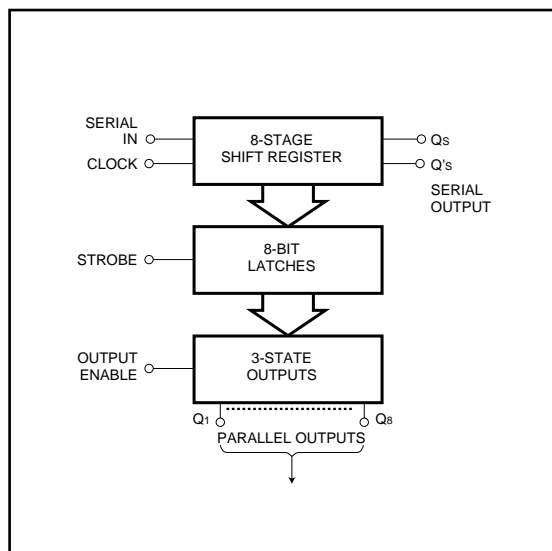 SERIAL
IN
8-STAGE
SHIFT REGISTER
QS
CLOCK
Q'S
SERIAL
OUTPUT
STROBE
8-BIT
LATCHES
OUTPUT
ENABLE
3-STATE
OUTPUTS
Q1
Q8
PARALLEL OUTPUTS